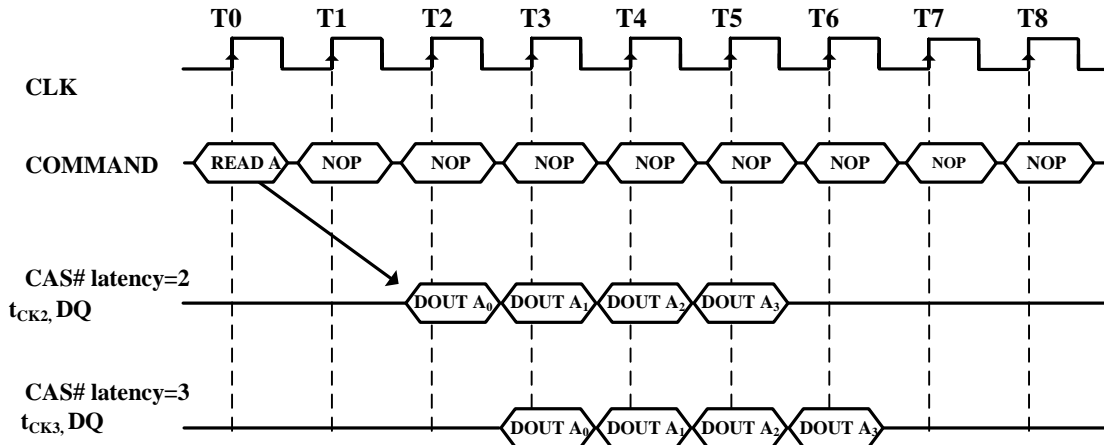 T0 T1 T2 T3 T4 T5 T6 T7 T8
CLK
COMMAND READ A NOP NOP NOP NOP NOP NOP NOP NOP
CAS# latency=2
tCK2, DQ DOUT A0 DOUT A1 DOUT A2 DOUT A3
CAS# latency=3
tCK3, DQ DOUT A0 DOUT A1 DOUT A2 DOUT A3